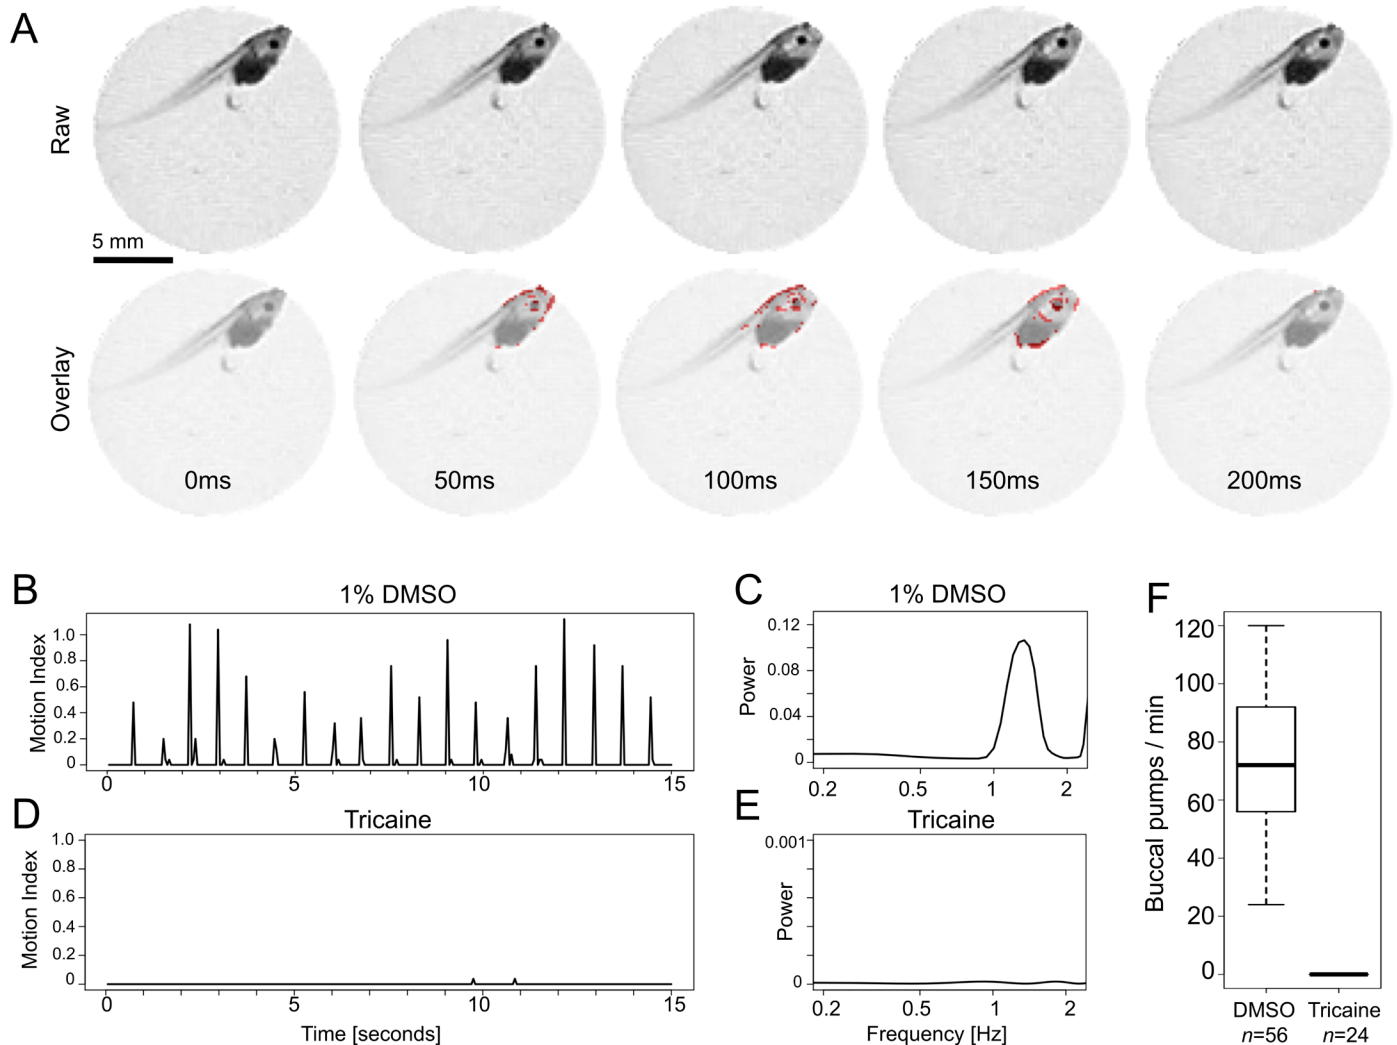 A
Raw
5 mm
Overlay
0ms
50ms
100ms
150ms
200ms
B
1% DMSO
Motion Index
1.0
0.8
0.6
0.4
0.2
0
0
5
10
15
C
1% DMSO
Power
0.12
0.08
0.04
0
0.2
0.5
1
2
D
Tricaine
Motion Index
1.0
0.8
0.6
0.4
0.2
0
0
5
10
15
Time [seconds]
E
Tricaine
Power
0.001
0
0.2
0.5
1
2
Frequency [Hz]
F
Buccal pumps / min
120
100
80
60
40
20
0
DMSO
n=56
Tricaine
n=24